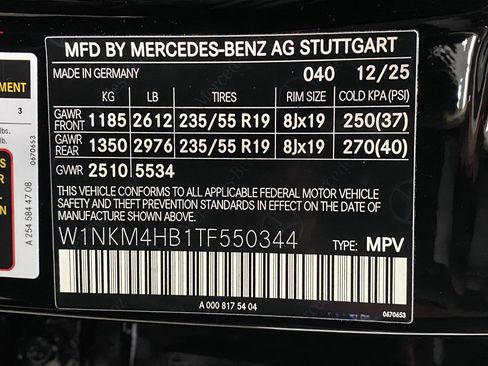 MFD BY MERCEDES-BENZ AG STUTTGART
MADE IN GERMANY 040 12/25
KG LB TIRES RIM SIZE COLD KPA (PSI)
GAWR FRONT 1185 2612 235/55 R19 8Jx19 250(37)
GAWR REAR 1350 2976 235/55 R19 8Jx19 270(40)
GVWR 2510 5534
THIS VEHICLE CONFORMS TO ALL APPLICABLE FEDERAL MOTOR VEHICLE
SAFETY AND THEFT PREVENTION STANDARDS IN EFFECT ON THE DATE OF
MANUFACTURE SHOWN ABOVE.
W1NKM4HB1TF550344 TYPE: MPV
A 000 817 54 04
0670653
3
lbs.
0670653
A 254 584 47 08